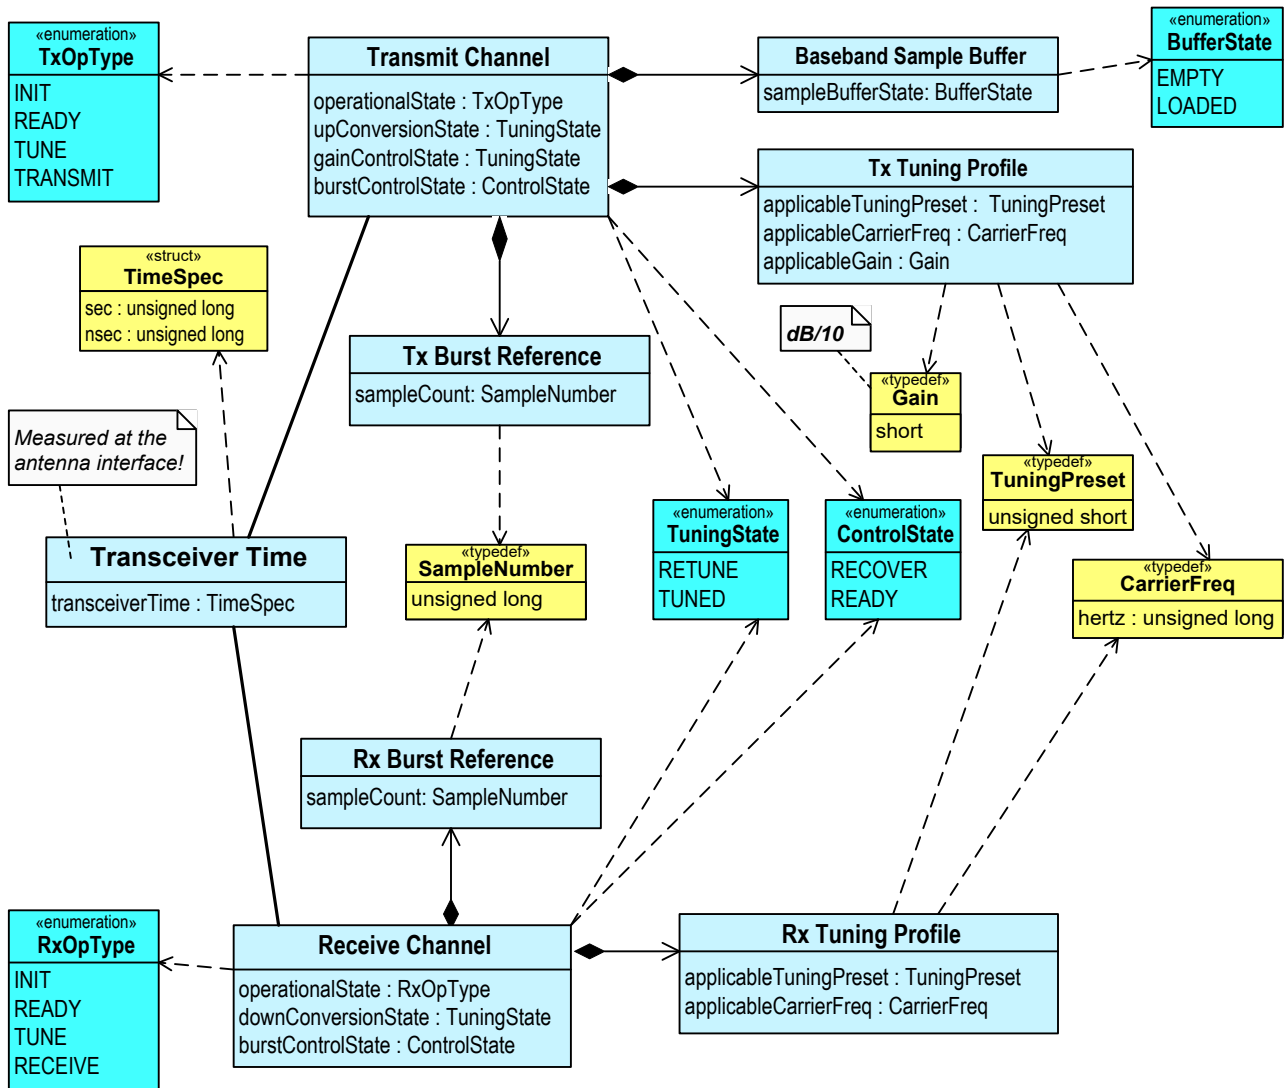 «enumeration»
TxOpType
INIT
READY
TUNE
TRANSMIT
Transmit Channel
operationalState : TxOpType
upConversionState : TuningState
gainControlState : TuningState
burstControlState : ControlState
Baseband Sample Buffer
sampleBufferState: BufferState
«enumeration»
BufferState
EMPTY
LOADED
Tx Tuning Profile
applicableTuningPreset : TuningPreset
applicableCarrierFreq : CarrierFreq
applicableGain : Gain
«struct»
TimeSpec
sec : unsigned long
nsec : unsigned long
dB/10
Tx Burst Reference
sampleCount: SampleNumber
«typedef»
Gain
short
Measured at the
antenna interface!
«typedef»
TuningPreset
unsigned short
«enumeration»
TuningState
RETUNE
TUNED
«enumeration»
ControlState
RECOVER
READY
Transceiver Time
transceiverTime : TimeSpec
«typedef»
SampleNumber
unsigned long
«typedef»
CarrierFreq
hertz : unsigned long
Rx Burst Reference
sampleCount: SampleNumber
«enumeration»
RxOpType
INIT
READY
TUNE
RECEIVE
Receive Channel
operationalState : RxOpType
downConversionState : TuningState
burstControlState : ControlState
Rx Tuning Profile
applicableTuningPreset : TuningPreset
applicableCarrierFreq : CarrierFreq